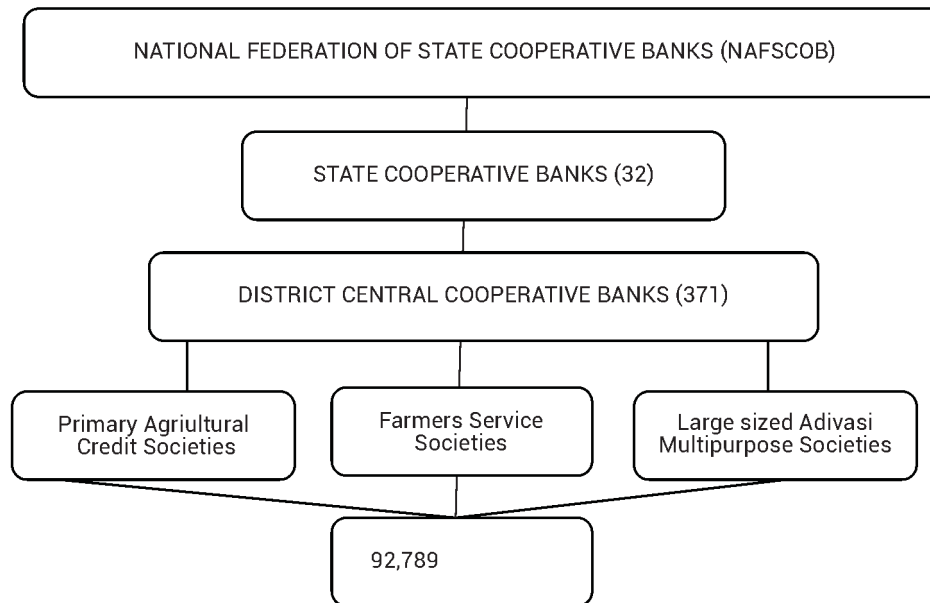 NATIONAL FEDERATION OF STATE COOPERATIVE BANKS (NAFSCOB)
STATE COOPERATIVE BANKS (32)
DISTRICT CENTRAL COOPERATIVE BANKS (371)
Primary Agriultural
Credit Societies
Farmers Service
Societies
Large sized Adivasi
Multipurpose Societies
92,789